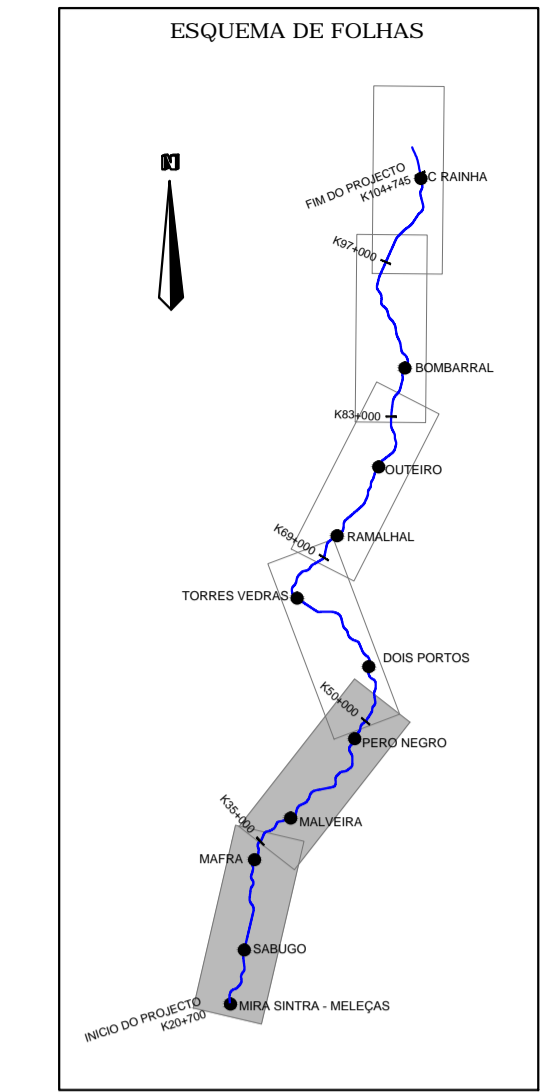 ESQUEMA DE FOLHAS
N
FIM DO PROJECTO
K104+745
C RAINHA
K97+000
BOMBARRAL
K83+000
OUTEIRO
K69+000
RAMALHAL
TORRES VEDRAS
DOIS PORTOS
K50+000
PERO NEGRO
K35+000
MALVEIRA
MAFRA
SABUGO
INICIO DO PROJECTO
K20+700
MIRA SINTRA - MELEÇAS